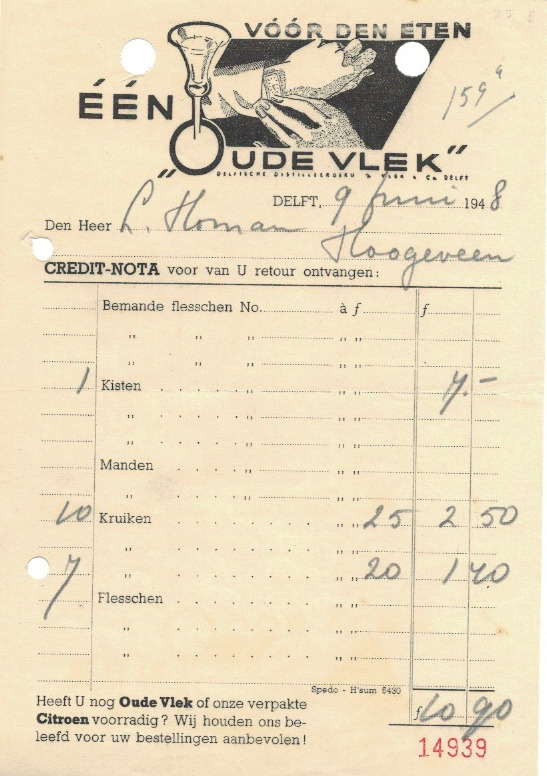 VÓÓR DEN ETEN
ÉÉN
"OUDE VLEK"
159
DELFT, 9 Juni 1948
Den Heer L. Homan
Hoogeveen
CREDIT-NOTA voor van U retour ontvangen:
Bemande flesschen No. à f f
" " " " "
" " " " "
1 Kisten " " 7.-
" " " "
" " " "
Manden " "
" " " "
10 Kruiken " " 25 2 50
" " "
7 " " " 20 1 40
Flesschen " "
" " "
" " "
Spedo - H'sum 6430
Heeft U nog Oude Vlek of onze verpakte
Citroen voorradig? Wij houden ons be-
leefd voor uw bestellingen aanbevolen!
f 10 90
14939